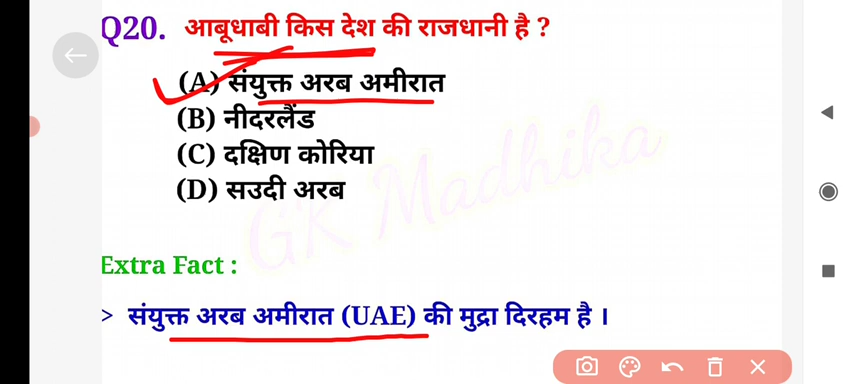 Q20. आबूधाबी किस देश की राजधानी है ?
(A) संयुक्त अरब अमीरात
(B) नीदरलैंड
(C) दक्षिण कोरिया
(D) सउदी अरब
GK Madhika
Extra Fact :
> संयुक्त अरब अमीरात (UAE) की मुद्रा दिरहम है ।